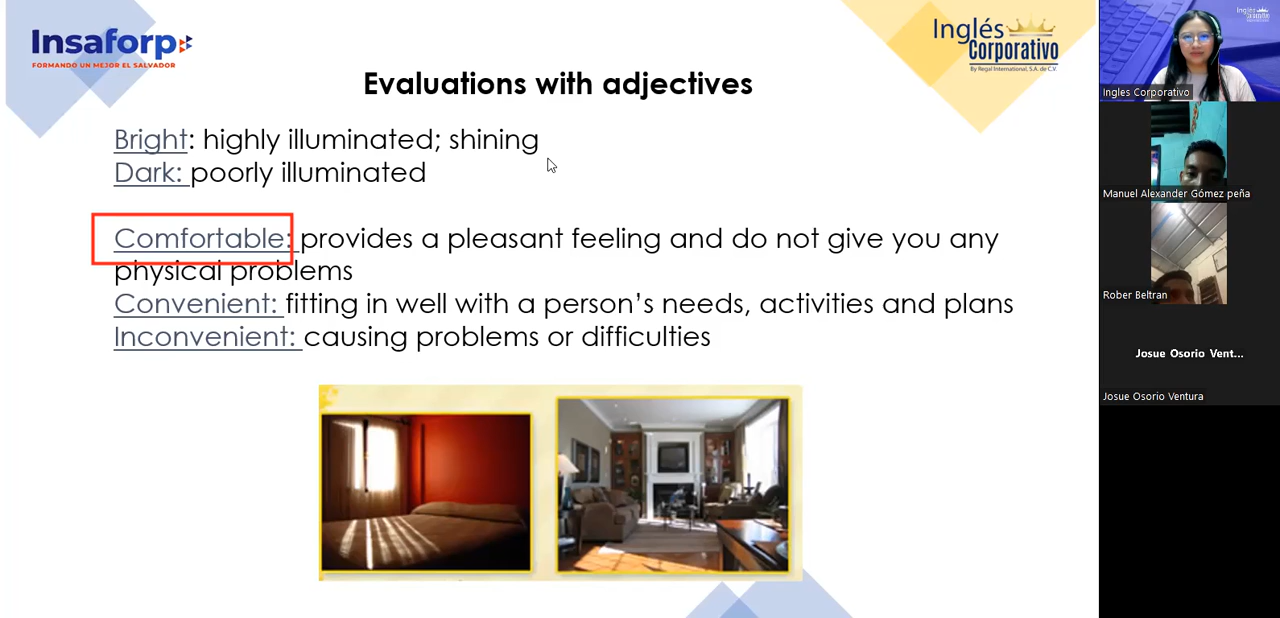 Insaforp
FORMANDO UN MEJOR EL SALVADOR
Inglés
Corporativo
By Regal International, S.A. de C.V.
Evaluations with adjectives
Bright: highly illuminated; shining
Dark: poorly illuminated
Comfortable: provides a pleasant feeling and do not give you any
physical problems
Convenient: fitting in well with a person's needs, activities and plans
Inconvenient: causing problems or difficulties
Inglés
Corporativo
Ingles Corporativo
Manuel Alexander Gómez peña
Rober Beltran
Josue Osorio Vent...
Josue Osorio Ventura